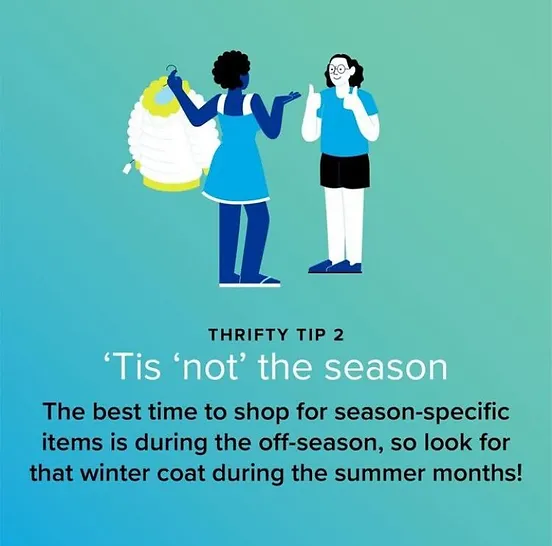 THRIFTY TIP 2
‘Tis ‘not’ the season
The best time to shop for season-specific
items is during the off-season, so look for
that winter coat during the summer months!